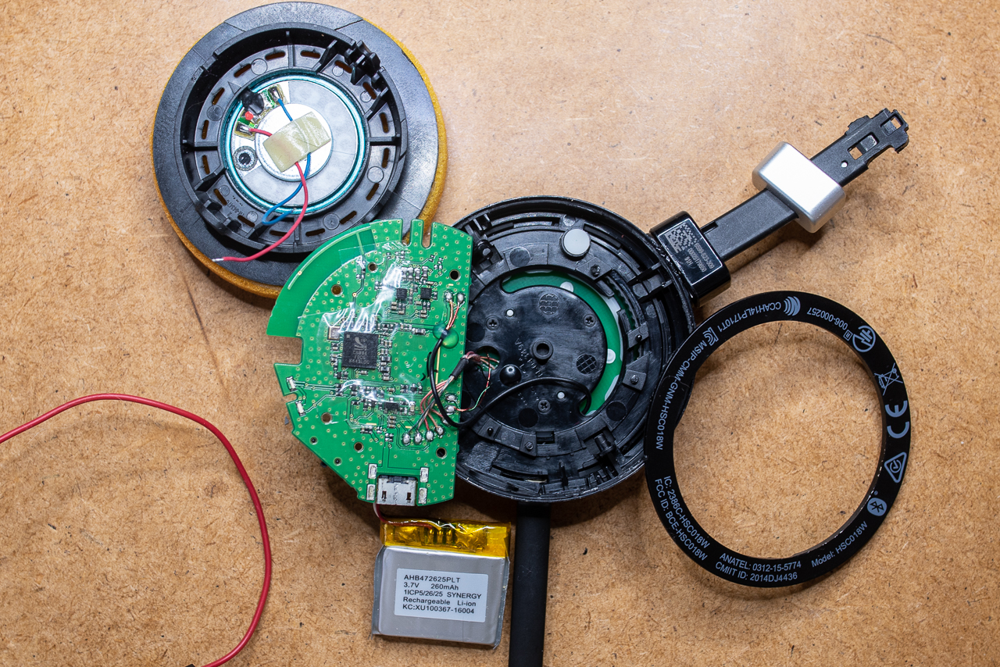 CCAH14LP1710T1
006-000257
MSIP-CMM-GNM-HSC018W
IC: 2386C-HSC018W
FCC ID: BCE-HSC018W
ANATEL: 0312-15-5774
CMIIT ID: 2014DJ4436
Model: HSC018W
AHB472625PLT
3.7V 260mAh
1ICP5/26/25 SYNERGY
Rechargeable Li-ion
KC:XU100367-16004